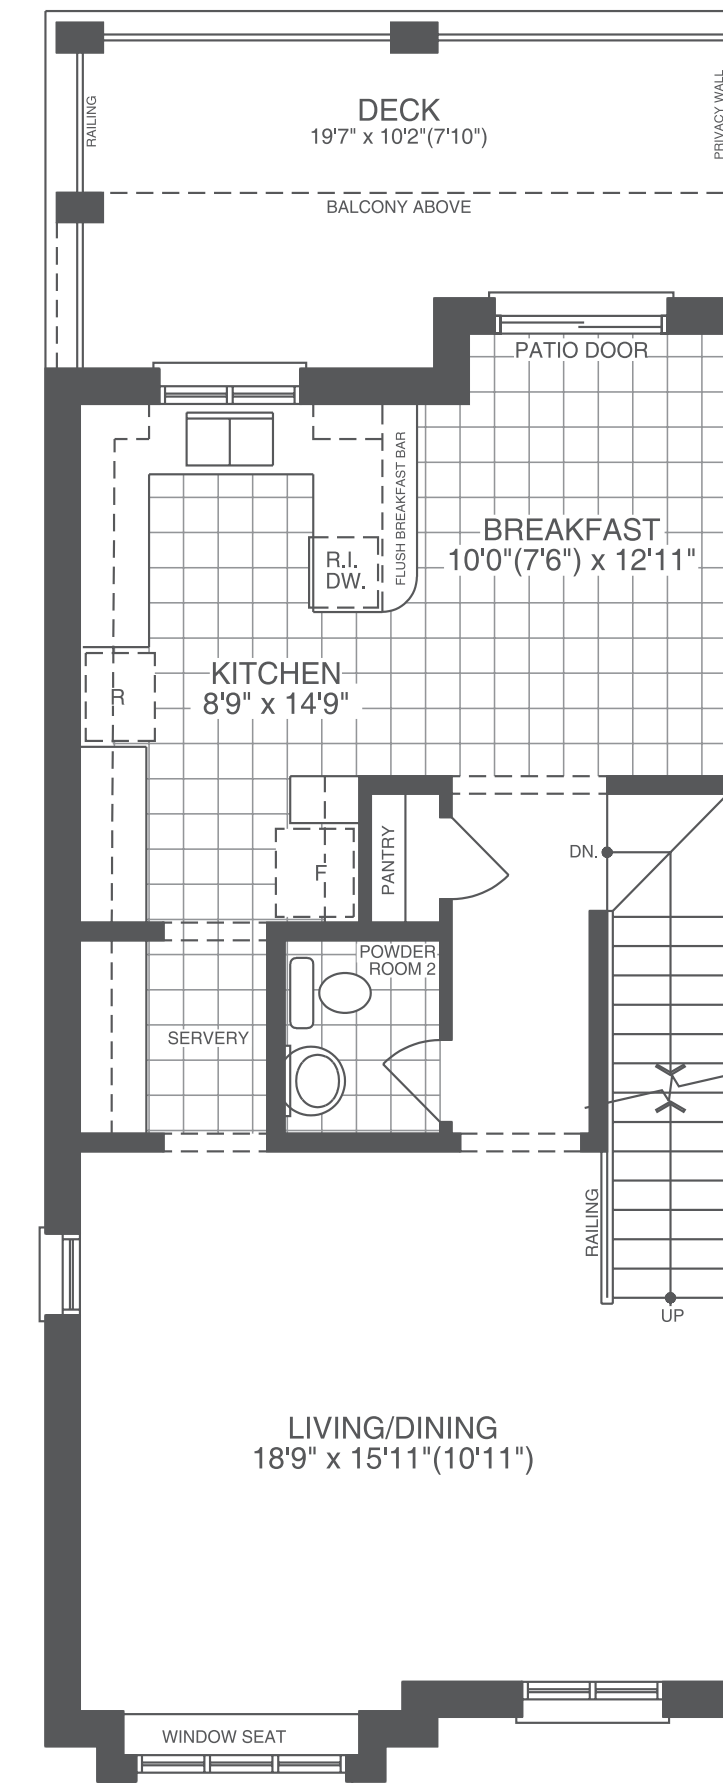 DECK
19'7" x 10'2"(7'10")
RAILING
PRIVACY WALL
BALCONY ABOVE
PATIO DOOR
FLUSH BREAKFAST BAR
BREAKFAST
10'0"(7'6") x 12'11"
R.I.
DW.
KITCHEN
8'9" x 14'9"
R
F
PANTRY
DN.
POWDER
ROOM 2
SERVERY
RAILING
UP
LIVING/DINING
18'9" x 15'11"(10'11")
WINDOW SEAT